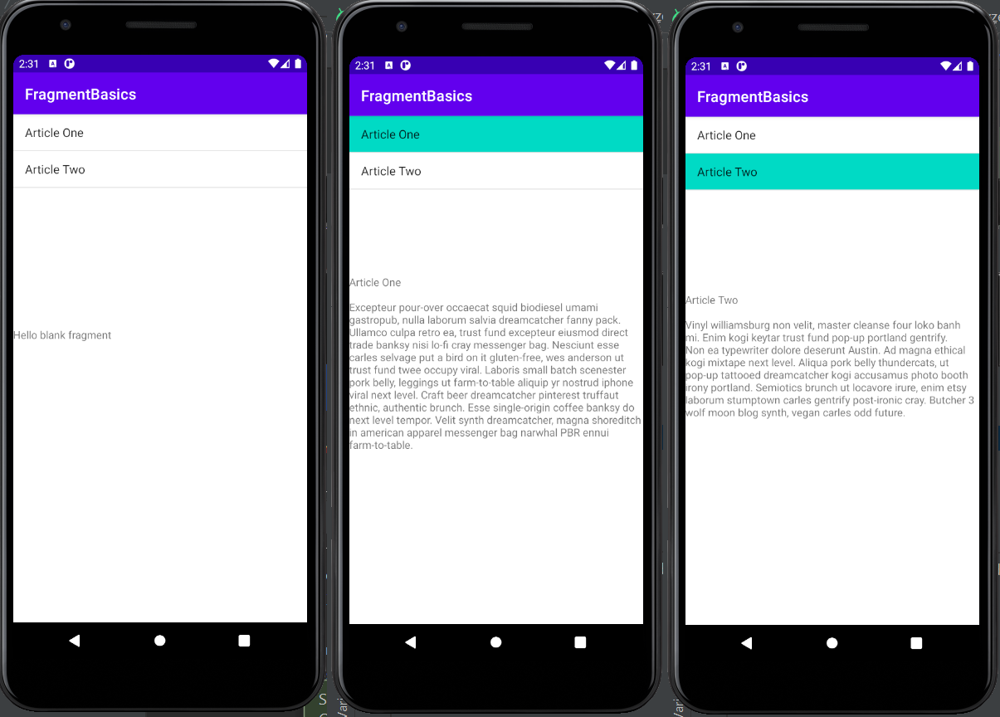 2:31
FragmentBasics
Article One
Article Two
Hello blank fragment
2:31
FragmentBasics
Article One
Article Two
Article One
Excepteur pour-over occaecat squid biodiesel umami
gastropub, nulla laborum salvia dreamcatcher fanny pack.
Ullamco culpa retro ea, trust fund excepteur eiusmod direct
trade banksy nisi lo-fi cray messenger bag. Nesciunt esse
carles selvage put a bird on it gluten-free, wes anderson ut
trust fund twee occupy viral. Laboris small batch scenester
pork belly, leggings ut farm-to-table aliquip yr nostrud iphone
viral next level. Craft beer dreamcatcher pinterest truffaut
ethnic, authentic brunch. Esse single-origin coffee banksy do
next level tempor. Velit synth dreamcatcher, magna shoreditch
in american apparel messenger bag narwhal PBR ennui
farm-to-table.
2:31
FragmentBasics
Article One
Article Two
Article Two
Vinyl williamsburg non velit, master cleanse four loko banh
mi. Enim kogi keytar trust fund pop-up portland gentrify.
Non ea typewriter dolore deserunt Austin. Ad magna ethical
kogi mixtape next level. Aliqua pork belly thundercats, ut
pop-up tattooed dreamcatcher kogi accusamus photo booth
irony portland. Semiotics brunch ut locavore irure, enim etsy
laborum stumptown carles gentrify post-ironic cray. Butcher 3
wolf moon blog synth, vegan carles odd future.